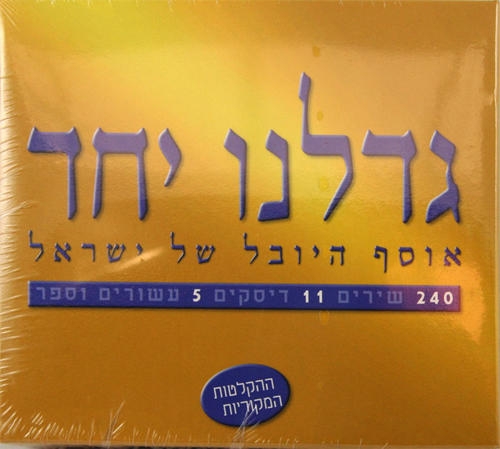 גדלנו יחד
אוסף היובל של ישראל
240 שירים 11 דיסקים 5 עשורים וספר
ההקלטות
המקוריות